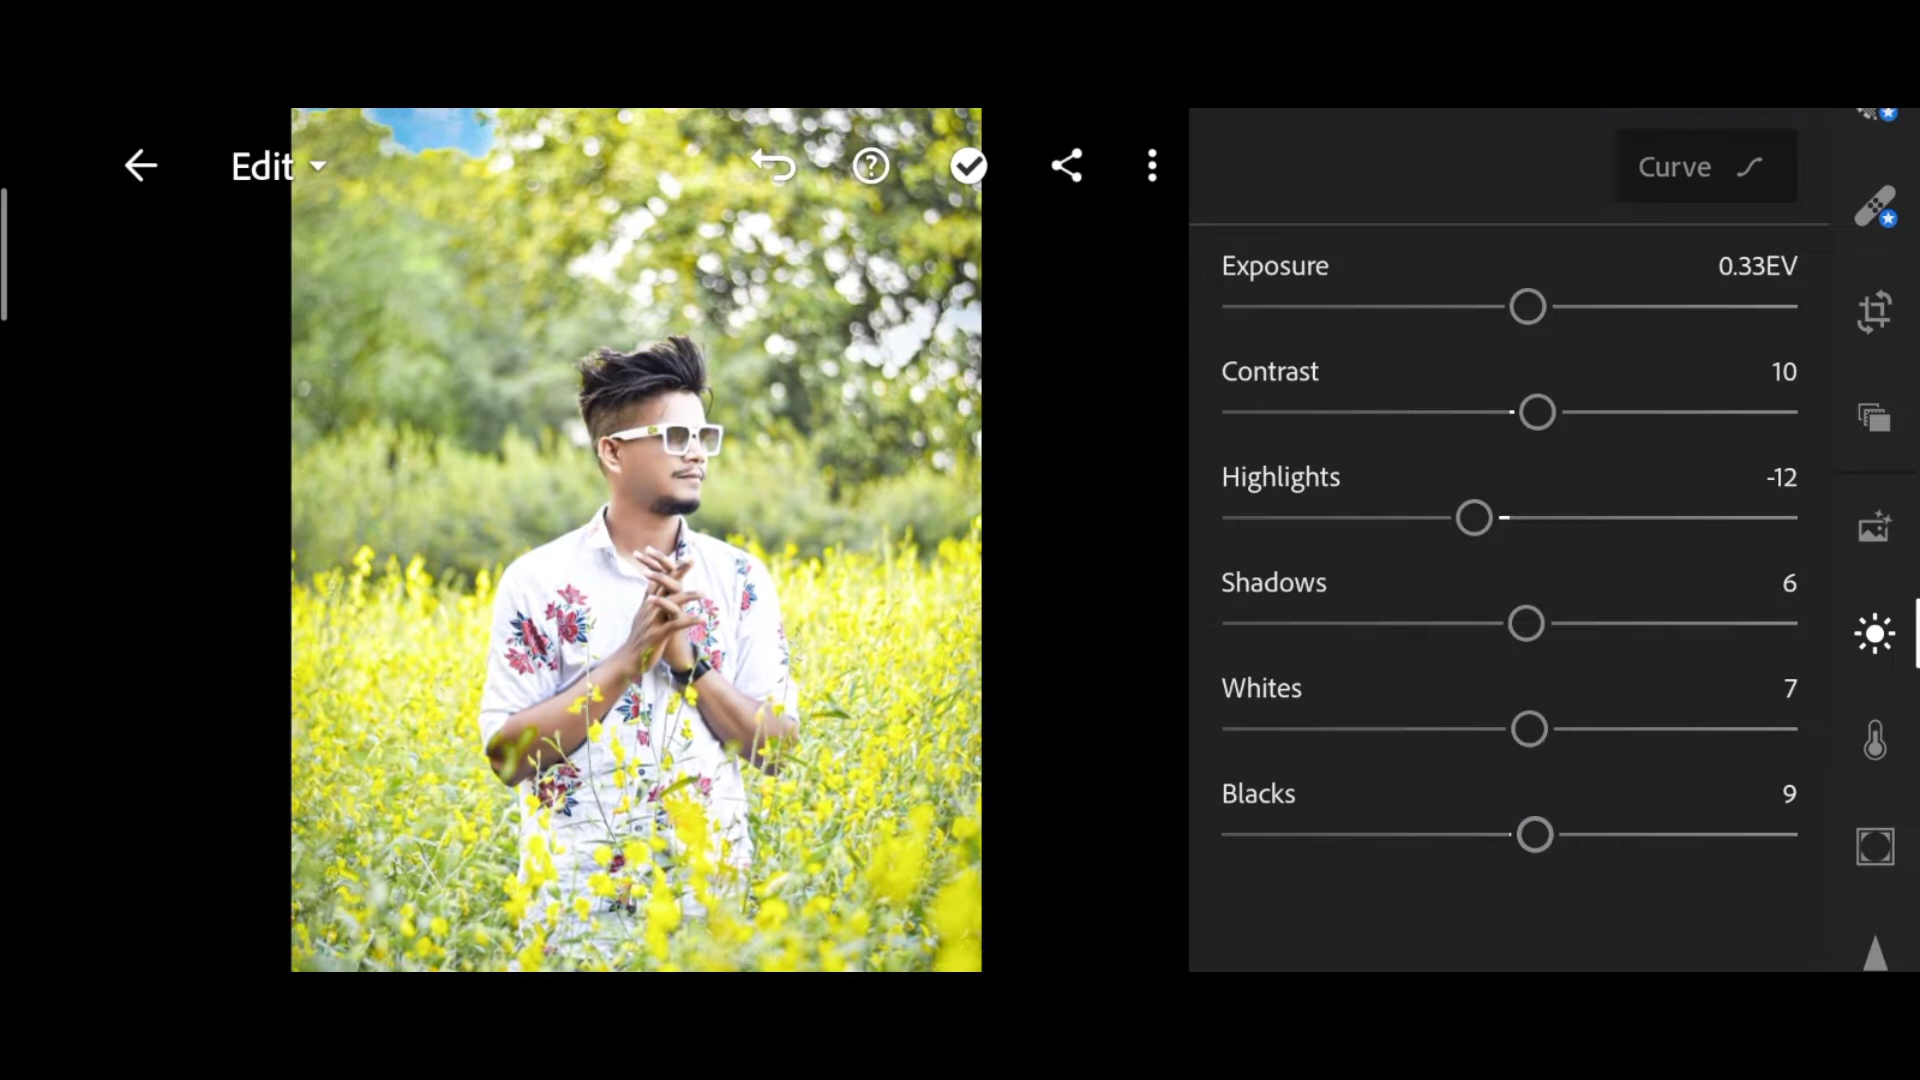 Edit
Curve
Exposure 0.33EV
Contrast 10
Highlights -12
Shadows 6
Whites 7
Blacks 9